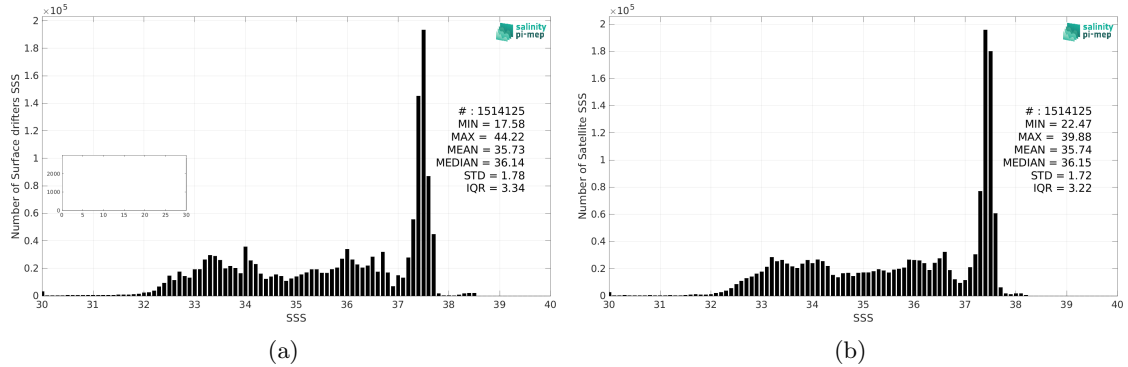 ×10⁵
2
1.8
1.6
1.4
1.2
1
0.8
0.6
0.4
0.2
0
Number of Surface drifters SSS
salinity
pi-mep
# : 1514125
MIN = 17.58
MAX = 44.22
MEAN = 35.73
MEDIAN = 36.14
STD = 1.78
IQR = 3.34
2000
1000
0
0 5 10 15 20 25 30
30 31 32 33 34 35 36 37 38 39 40
SSS
(a)
×10⁵
2
1.8
1.6
1.4
1.2
1
0.8
0.6
0.4
0.2
0
Number of Satellite SSS
salinity
pi-mep
# : 1514125
MIN = 22.47
MAX = 39.88
MEAN = 35.74
MEDIAN = 36.15
STD = 1.72
IQR = 3.22
30 31 32 33 34 35 36 37 38 39 40
SSS
(b)